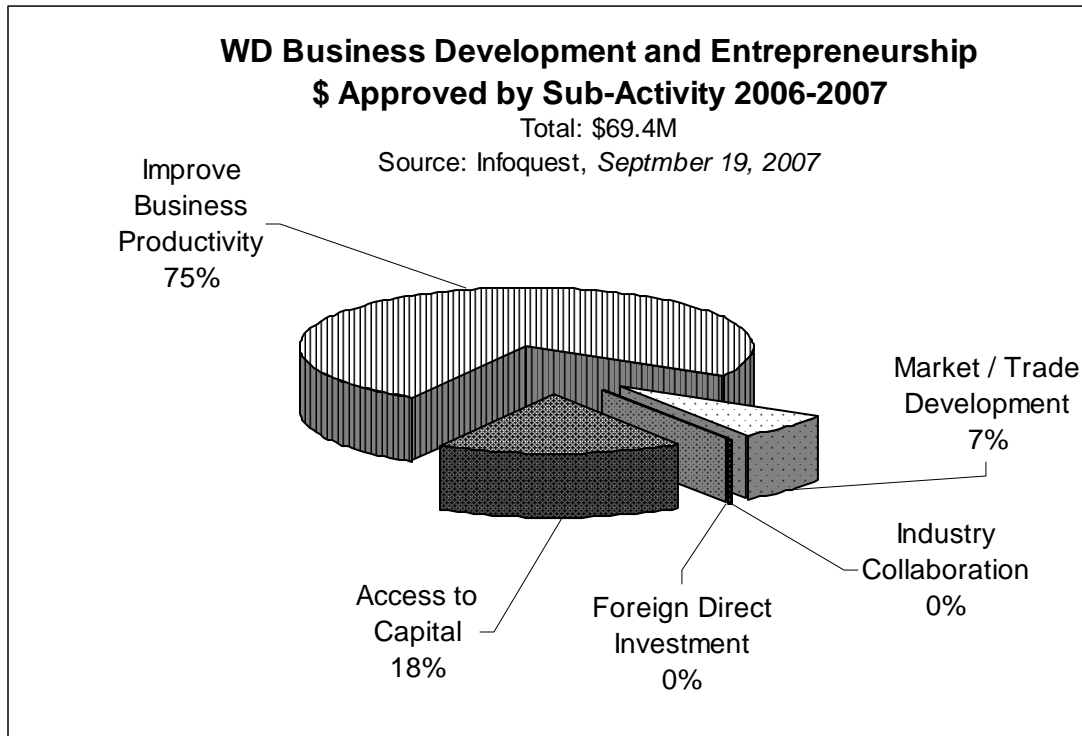 WD Business Development and Entrepreneurship
$ Approved by Sub-Activity 2006-2007
Total: $69.4M
Source: Infoquest, Septmber 19, 2007
Improve
Business
Productivity
75%
Market / Trade
Development
7%
Industry
Collaboration
0%
Foreign Direct
Investment
0%
Access to
Capital
18%